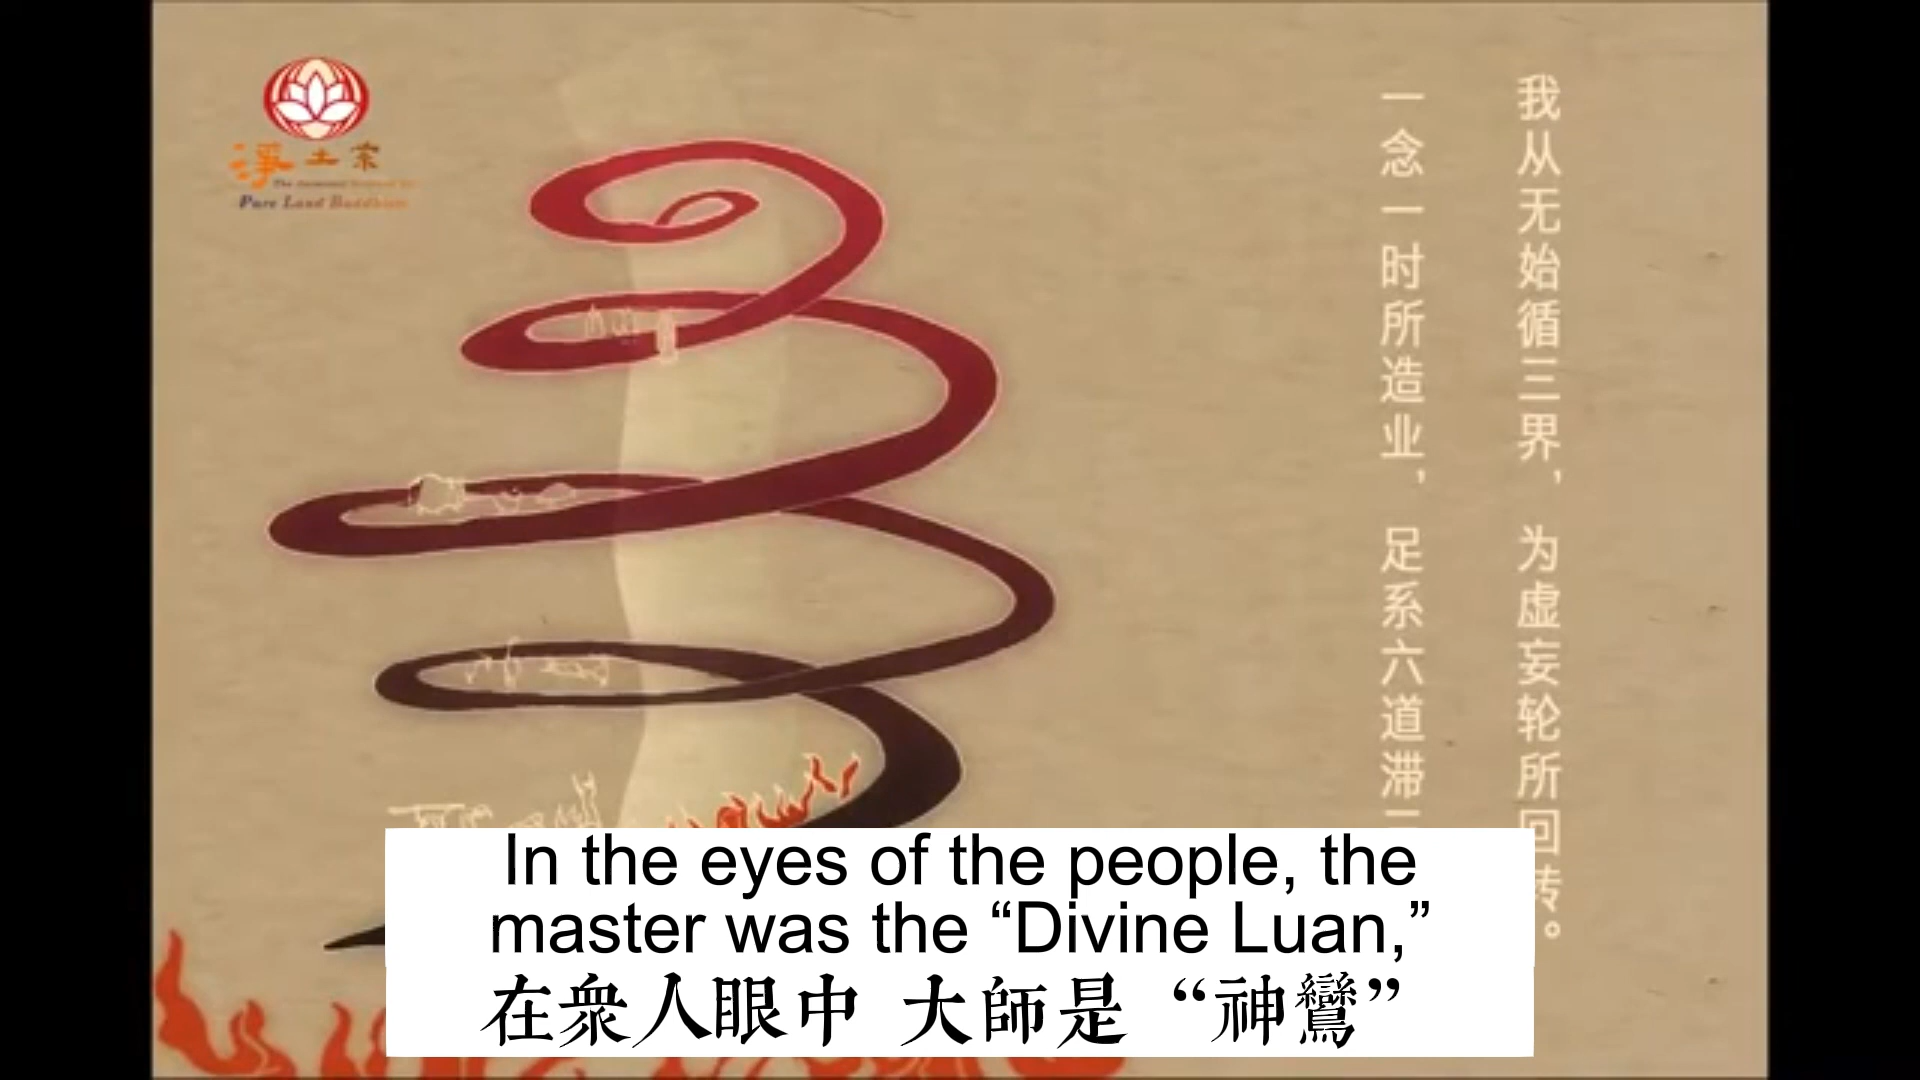 淨土宗
Pure Land Buddhism
我从无始循三界，为虚妄轮所回转。
一念一时所造业，足系六道滞三
In the eyes of the people, the
master was the “Divine Luan,”
在衆人眼中 大師是“神鸞”